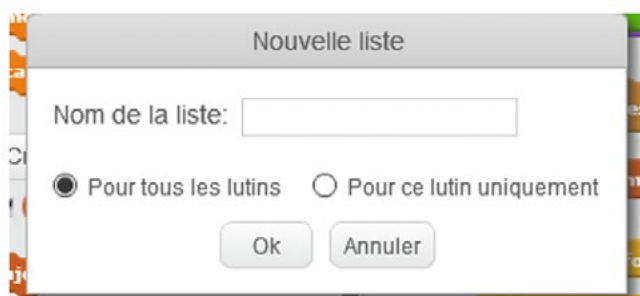 Nouvelle liste
Nom de la liste:
Pour tous les lutins Pour ce lutin uniquement
Ok Annuler